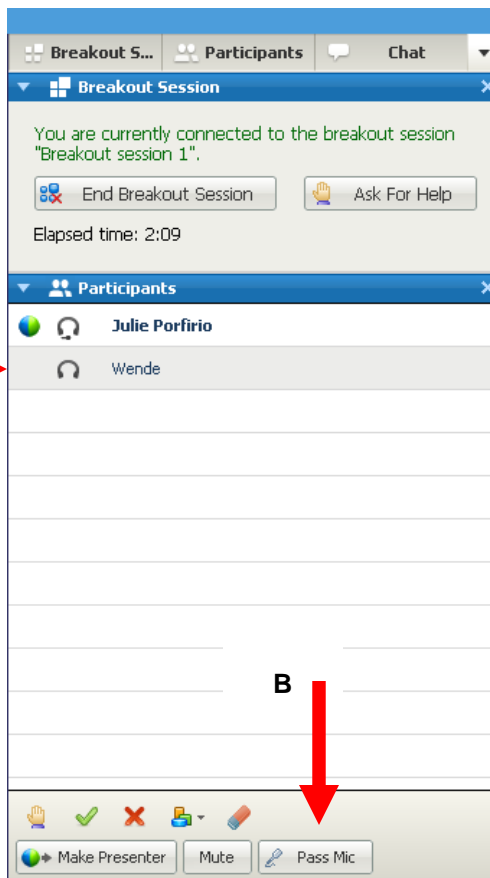 Breakout S... Participants Chat
Breakout Session
You are currently connected to the breakout session
"Breakout session 1".
End Breakout Session Ask For Help
Elapsed time: 2:09
Participants
Julie Porfirio
Wende
B
Make Presenter Mute Pass Mic